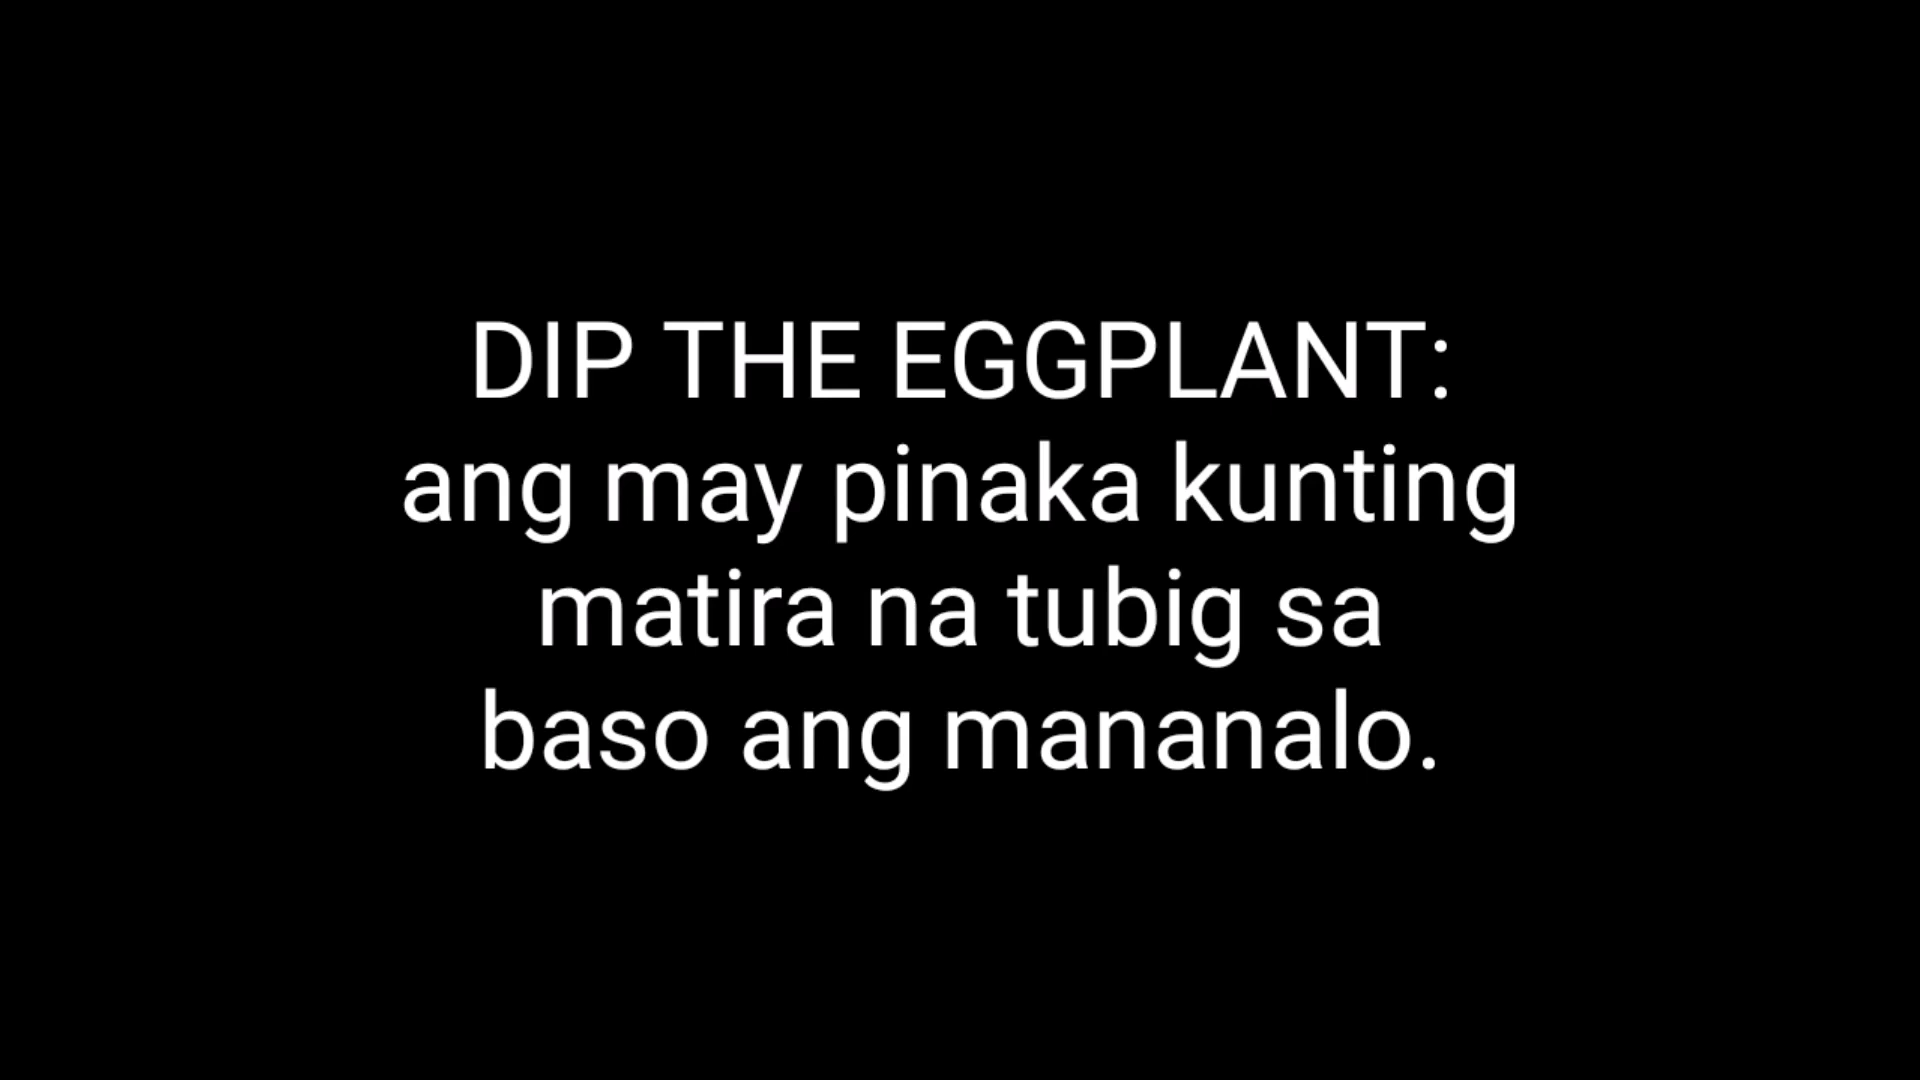 DIP THE EGGPLANT:
ang may pinaka kunting
matira na tubig sa
baso ang mananalo.